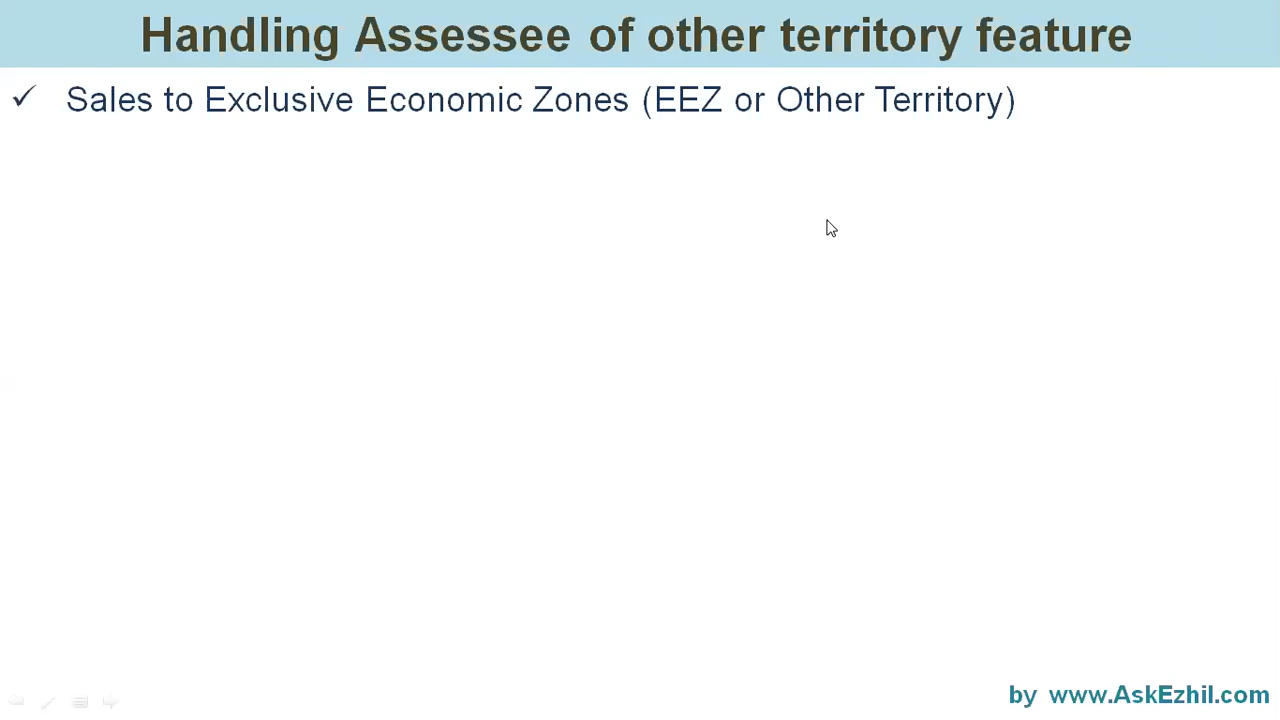 Handling Assessee of other territory feature
✓ Sales to Exclusive Economic Zones (EEZ or Other Territory)
by www.AskEzhil.com